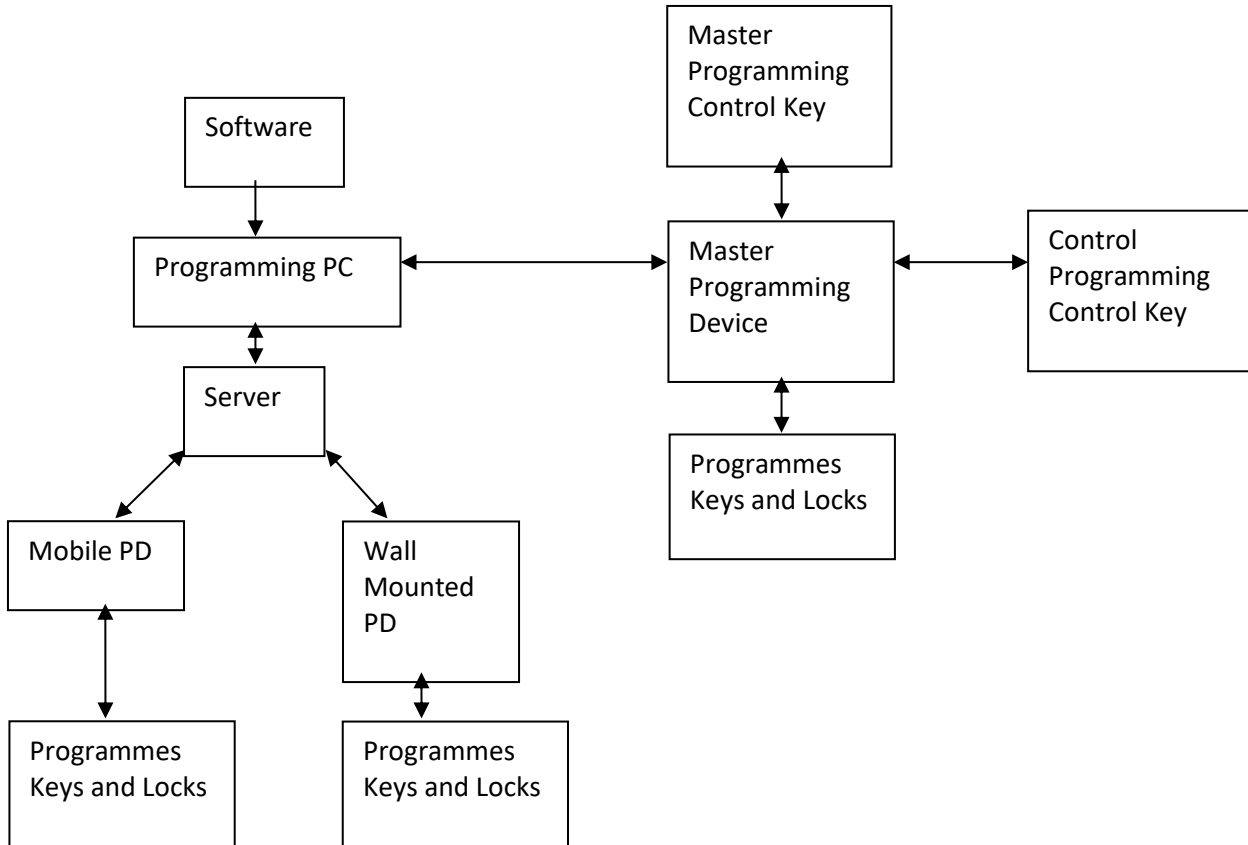 Master
Programming
Control Key
Software
Programming PC
Master
Programming
Device
Control
Programming
Control Key
Server
Programmes
Keys and Locks
Mobile PD
Wall
Mounted
PD
Programmes
Keys and Locks
Programmes
Keys and Locks